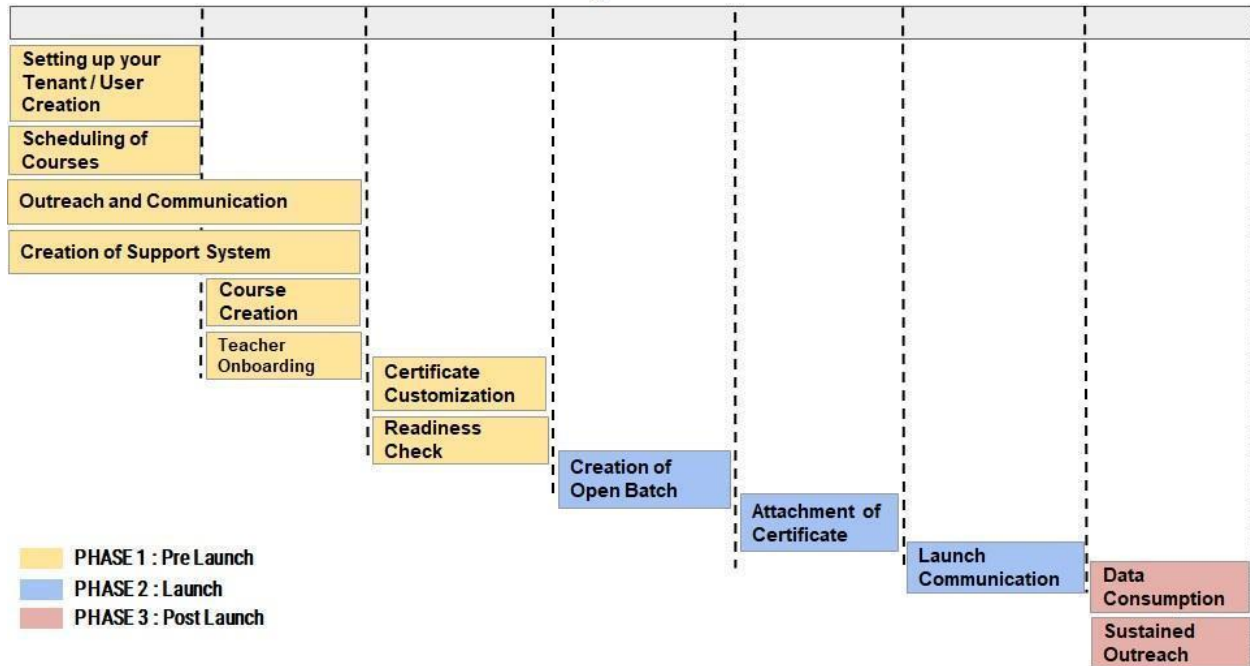 Setting up your
Tenant / User
Creation
Scheduling of
Courses
Outreach and Communication
Creation of Support System
Course
Creation
Teacher
Onboarding
Certificate
Customization
Readiness
Check
Creation of
Open Batch
Attachment of
Certificate
Launch
Communication
Data
Consumption
Sustained
Outreach
PHASE 1 : Pre Launch
PHASE 2 : Launch
PHASE 3 : Post Launch